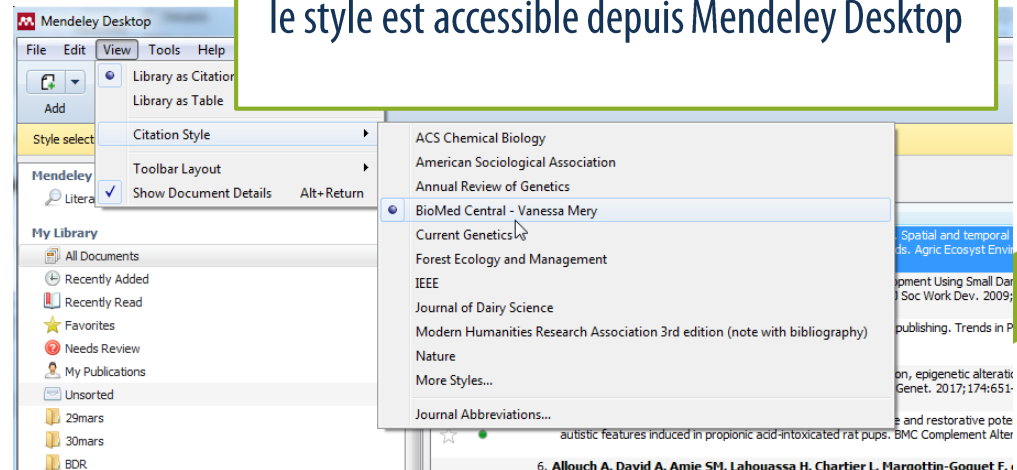 le style est accessible depuis Mendeley Desktop
Mendeley Desktop
File Edit View Tools Help
Add
Library as Citation
Library as Table
Citation Style
Toolbar Layout
Show Document Details Alt+Return
Style select
ACS Chemical Biology
American Sociological Association
Annual Review of Genetics
BioMed Central - Vanessa Mery
Current Genetics
Forest Ecology and Management
IEEE
Journal of Dairy Science
Modern Humanities Research Association 3rd edition (note with bibliography)
Nature
More Styles...
Journal Abbreviations...
Mendeley
Litera
My Library
All Documents
Recently Added
Recently Read
Favorites
Needs Review
My Publications
Unsorted
29mars
30mars
BDR
Spatial and temporal
ds. Agric Ecosyst Envir
opment Using Small Dar
J Soc Work Dev. 2009;
publishing. Trends in P
on, epigenetic alteratio
Genet. 2017;174:651-
e and restorative pote
autistic features induced in propionic acid-intoxicated rat pups. BMC Complement Alter
6. Allouch A, David A, Amie SM, Lahouassa H, Chartier L, Margottin-Goguet F,